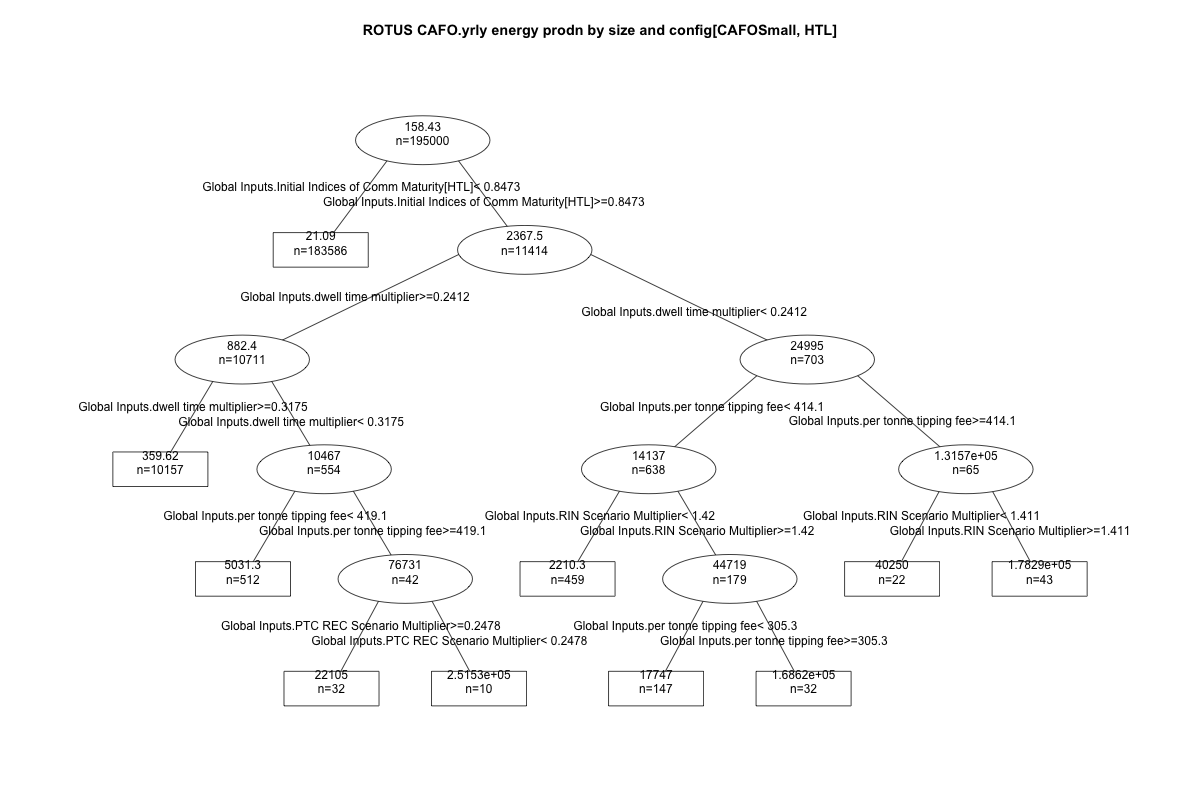 ROTUS CAFO.yrly energy prodn by size and config[CAFOSmall, HTL]
158.43
n=195000
Global Inputs.Initial Indices of Comm Maturity[HTL]< 0.8473
Global Inputs.Initial Indices of Comm Maturity[HTL]>=0.8473
21.09
n=183586
2367.5
n=11414
Global Inputs.dwell time multiplier>=0.2412
Global Inputs.dwell time multiplier< 0.2412
882.4
n=10711
24995
n=703
Global Inputs.dwell time multiplier>=0.3175
Global Inputs.dwell time multiplier< 0.3175
Global Inputs.per tonne tipping fee< 414.1
Global Inputs.per tonne tipping fee>=414.1
359.62
n=10157
10467
n=554
14137
n=638
1.3157e+05
n=65
Global Inputs.per tonne tipping fee< 419.1
Global Inputs.per tonne tipping fee>=419.1
Global Inputs.RIN Scenario Multiplier< 1.42
Global Inputs.RIN Scenario Multiplier>=1.42
Global Inputs.RIN Scenario Multiplier< 1.411
Global Inputs.RIN Scenario Multiplier>=1.411
5031.3
n=512
76731
n=42
2210.3
n=459
44719
n=179
40250
n=22
1.7829e+05
n=43
Global Inputs.PTC REC Scenario Multiplier>=0.2478
Global Inputs.PTC REC Scenario Multiplier< 0.2478
Global Inputs.per tonne tipping fee< 305.3
Global Inputs.per tonne tipping fee>=305.3
22105
n=32
2.5153e+05
n=10
17747
n=147
1.6862e+05
n=32